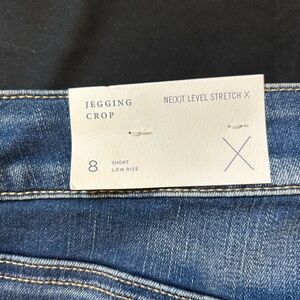 JEGGING
CROP
NE(X)T LEVEL STRETCH X
8
SHORT
LOW RISE
X